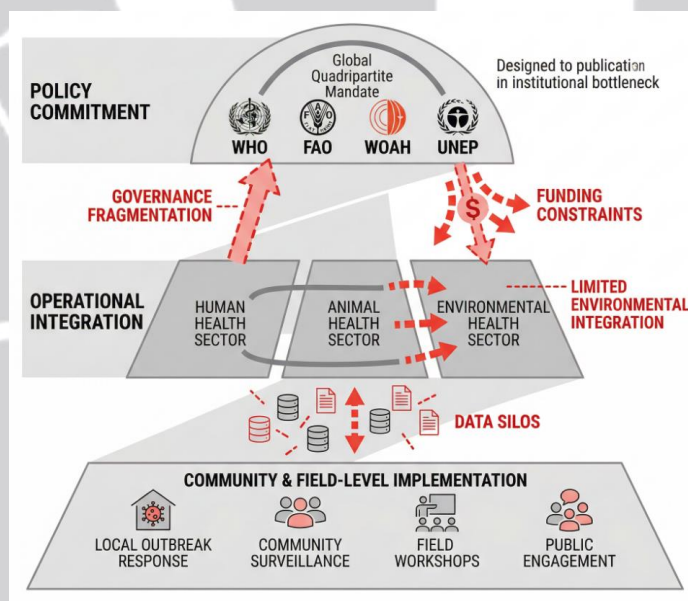 POLICY
COMMITMENT
Global
Quadripartite
Mandate
WHO
FAO
WOAH
UNEP
Designed to publication
in institutional bottleneck
GOVERNANCE
FRAGMENTATION
$
FUNDING
CONSTRAINTS
OPERATIONAL
INTEGRATION
HUMAN
HEALTH
SECTOR
ANIMAL
HEALTH
SECTOR
ENVIRONMENTAL
HEALTH
SECTOR
LIMITED
ENVIRONMENTAL
INTEGRATION
DATA SILOS
COMMUNITY & FIELD-LEVEL IMPLEMENTATION
LOCAL OUTBREAK
RESPONSE
COMMUNITY
SURVEILLANCE
FIELD
WORKSHOPS
PUBLIC
ENGAGEMENT